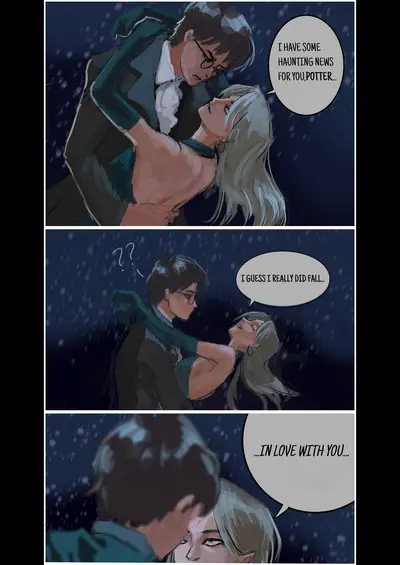 I HAVE SOME
HAUNTING NEWS
FOR YOU,POTTER...
??
I GUESS I REALLY DID FALL...
...IN LOVE WITH YOU...